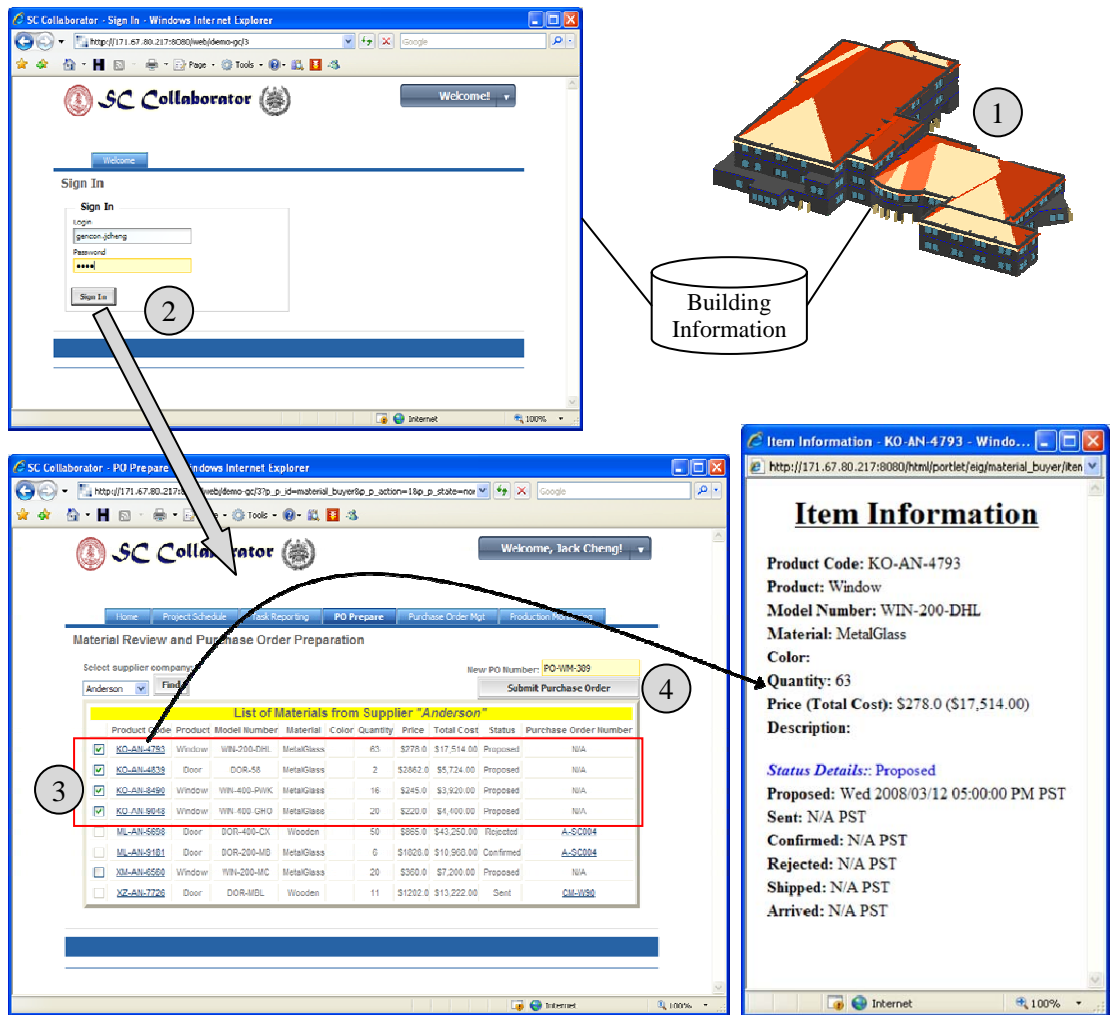 SC Collaborator - Sign In - Windows Internet Explorer
http://171.67.80.217:8080/web/demo-gc/3
Google
Page
Tools
SC Collaborator
Welcome!
Welcome
Sign In
Sign In
Login
gencon.jcheng
Password
••••
Sign In
2
Internet
100%
1
Building
Information
SC Collaborator - PO Prepare - Windows Internet Explorer
Google
Tools
SC Collaborator
Welcome, Jack Cheng!
Home Project Schedule Task Reporting PO Prepare Purchase Order Mgt Production Monitoring
Material Review and Purchase Order Preparation
Select supplier company:
New PO Number: PO-WM-389
Anderson Find
Submit Purchase Order
4
List of Materials from Supplier "Anderson"
Product Code Product Model Number Material Color Quantity Price Total Cost Status Purchase Order Number
KO-AN-4793 Window WIN-200-DHL MetalGlass 63 $278.0 $17,514.00 Proposed N/A
KO-AN-4839 Door DOR-58 MetalGlass 2 $2862.0 $5,724.00 Proposed N/A
KO-AN-8490 Window WIN-400-PWK MetalGlass 16 $245.0 $3,920.00 Proposed N/A
KO-AN-9048 Window WIN-400-GHO MetalGlass 20 $220.0 $4,400.00 Proposed N/A
3
ML-AN-5698 Door DOR-400-CX Wooden 50 $865.0 $43,250.00 Rejected A-SC004
ML-AN-9181 Door DOR-200-MB MetalGlass 6 $1828.0 $10,968.00 Confirmed A-SC004
XM-AN-6560 Window WIN-200-MC MetalGlass 20 $360.0 $7,200.00 Proposed N/A
XZ-AN-7726 Door DOR-MBL Wooden 11 $1202.0 $13,222.00 Sent CM-W90
Internet
100%
Item Information - KO-AN-4793 - Windo...
http://171.67.80.217:8080/html/portlet/eig/material_buyer/iten
Item Information
Product Code: KO-AN-4793
Product: Window
Model Number: WIN-200-DHL
Material: MetalGlass
Color:
Quantity: 63
Price (Total Cost): $278.0 ($17,514.00)
Description:
Status Details:: Proposed
Proposed: Wed 2008/03/12 05:00:00 PM PST
Sent: N/A PST
Confirmed: N/A PST
Rejected: N/A PST
Shipped: N/A PST
Arrived: N/A PST
Internet
100%